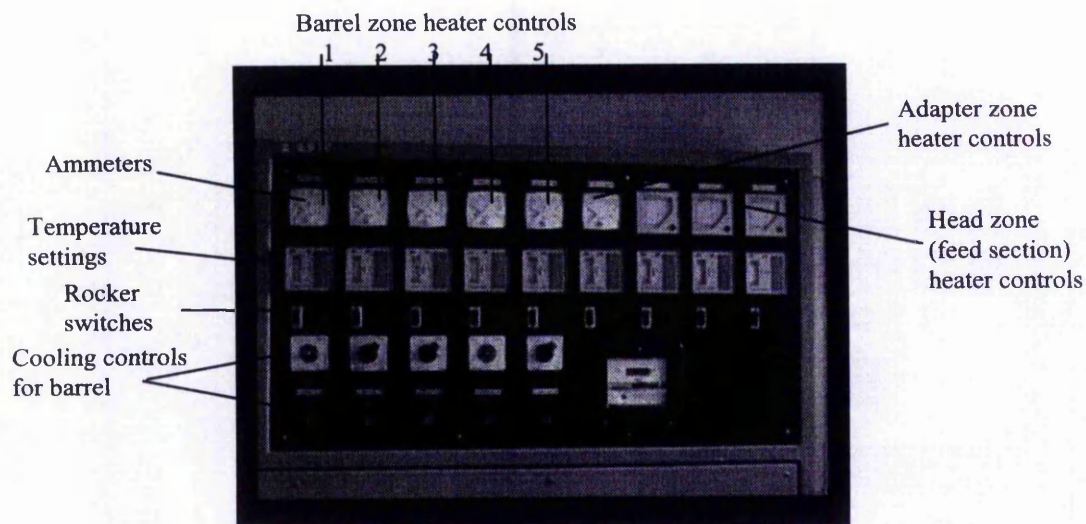 Barrel zone heater controls
1 2 3 4 5
Adapter zone
heater controls
Ammeters
Temperature
settings
Head zone
(feed section)
heater controls
Rocker
switches
Cooling controls
for barrel